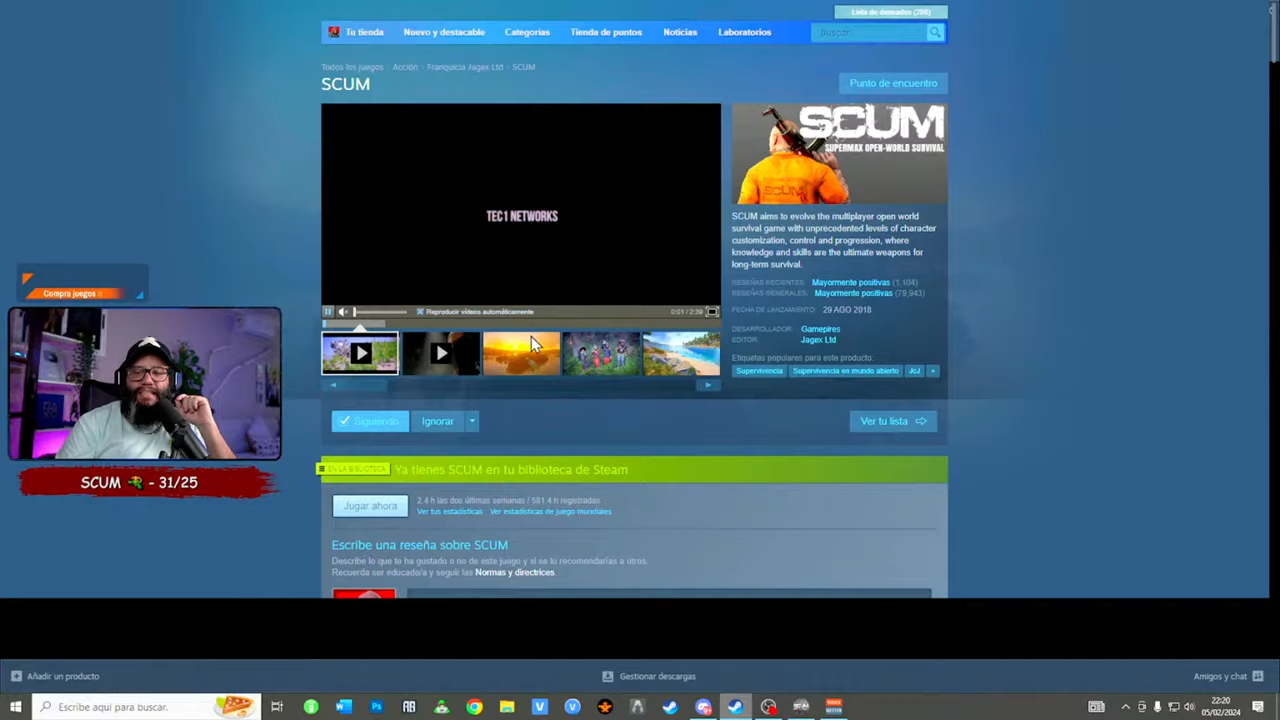 Lista de deseados (206)
Tu tienda Nuevo y destacable Categorías Tienda de puntos Noticias Laboratorios
buscar
Todos los juegos > Acción > Franquicia Jagex Ltd > SCUM
SCUM
Punto de encuentro
SCUM
SUPERMAX OPEN-WORLD SURVIVAL
TEC1 NETWORKS
SCUM aims to evolve the multiplayer open world
survival game with unprecedented levels of character
customization, control and progression, where
knowledge and skills are the ultimate weapons for
long-term survival.
RESEÑAS RECIENTES: Mayormente positivas (1,104)
RESEÑAS GENERALES: Mayormente positivas (79,943)
FECHA DE LANZAMIENTO: 29 AGO 2018
DESARROLLADOR: Gamepires
EDITOR: Jagex Ltd
Etiquetas populares para este producto:
Supervivencia Supervivencia en mundo abierto JcJ +
Reproducir vídeos automáticamente 0:01 / 2:39
Compra juegos
SCUM - 31/25
Siguiendo Ignorar Ver tu lista
EN LA BIBLIOTECA Ya tienes SCUM en tu biblioteca de Steam
Jugar ahora
2.4 h las dos últimas semanas / 581.4 h registradas
Ver tus estadísticas Ver estadísticas de juego mundiales
Escribe una reseña sobre SCUM
Describe lo que te ha gustado o no de este juego y si se lo recomendarías a otros.
Recuerda ser educado/a y seguir las Normas y directrices
Añadir un producto Gestionar descargas Amigos y chat
Escribe aquí para buscar.
22:20
05/02/2024